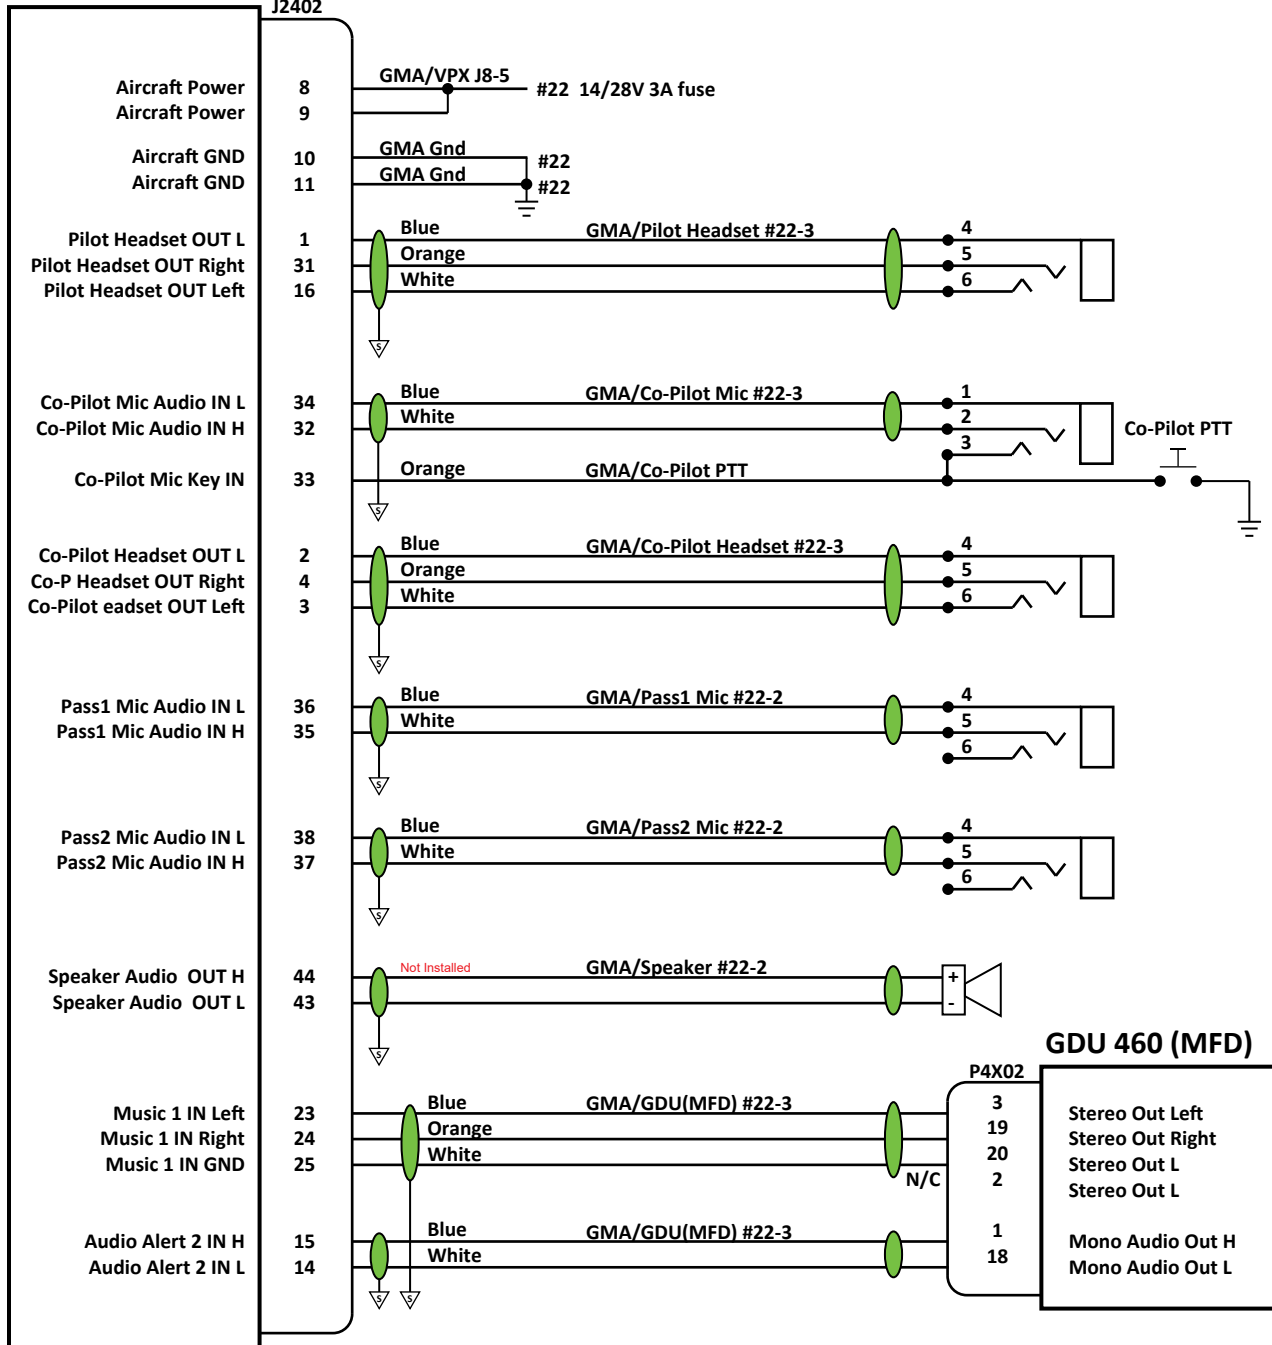 J2402
Aircraft Power 8 GMA/VPX J8-5 #22 14/28V 3A fuse
Aircraft Power 9
Aircraft GND 10 GMA Gnd #22
Aircraft GND 11 GMA Gnd #22
Pilot Headset OUT L 1 Blue GMA/Pilot Headset #22-3 4
Pilot Headset OUT Right 31 Orange 5
Pilot Headset OUT Left 16 White 6
S
Co-Pilot Mic Audio IN L 34 Blue GMA/Co-Pilot Mic #22-3 1
Co-Pilot Mic Audio IN H 32 White 2 Co-Pilot PTT
3
Co-Pilot Mic Key IN 33 Orange GMA/Co-Pilot PTT
S
Co-Pilot Headset OUT L 2 Blue GMA/Co-Pilot Headset #22-3 4
Co-P Headset OUT Right 4 Orange 5
Co-Pilot eadset OUT Left 3 White 6
S
Pass1 Mic Audio IN L 36 Blue GMA/Pass1 Mic #22-2 4
Pass1 Mic Audio IN H 35 White 5
6
S
Pass2 Mic Audio IN L 38 Blue GMA/Pass2 Mic #22-2 4
Pass2 Mic Audio IN H 37 White 5
6
S
Speaker Audio OUT H 44 Not Installed GMA/Speaker #22-2 +
Speaker Audio OUT L 43 -
S
GDU 460 (MFD)
P4X02
Music 1 IN Left 23 Blue GMA/GDU(MFD) #22-3 3 Stereo Out Left
Music 1 IN Right 24 Orange 19 Stereo Out Right
Music 1 IN GND 25 White 20 Stereo Out L
N/C 2 Stereo Out L
Audio Alert 2 IN H 15 Blue GMA/GDU(MFD) #22-3 1 Mono Audio Out H
Audio Alert 2 IN L 14 White 18 Mono Audio Out L
S S